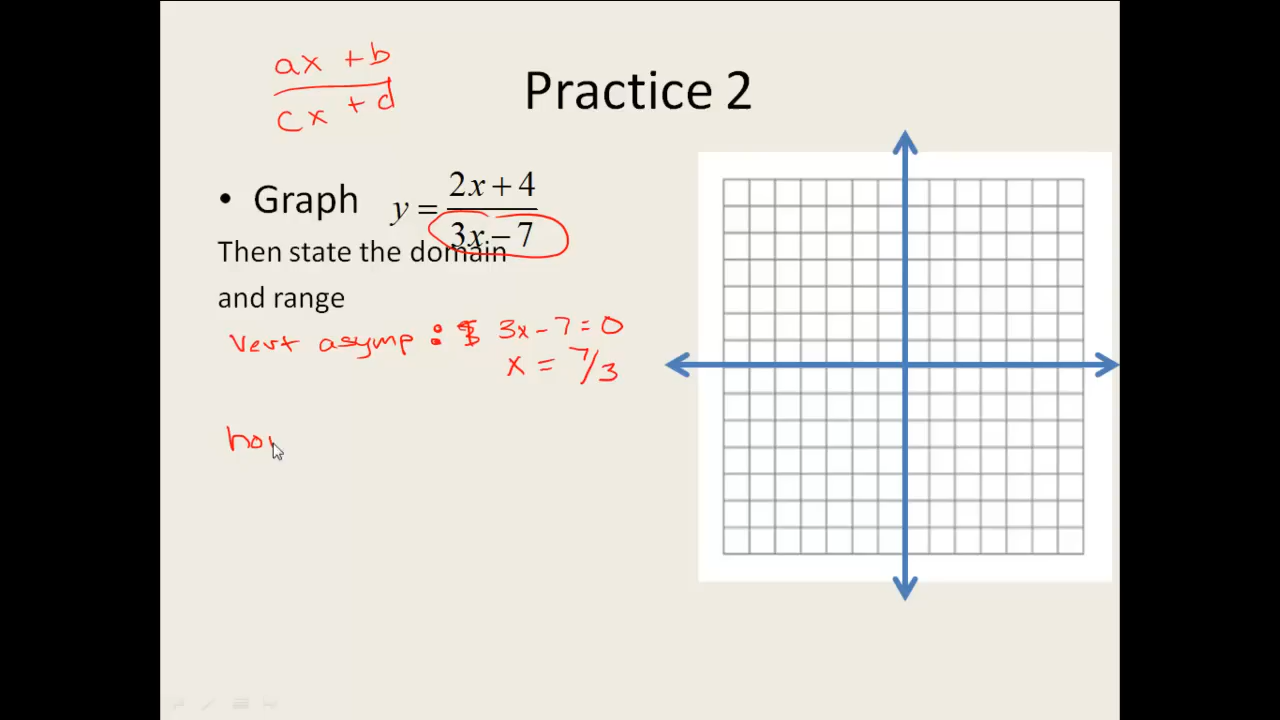 ax + b
cx + d
Practice 2
• Graph y = 2x + 4
3x − 7
Then state the domain
and range
Vert asymp : 3x - 7 = 0
x = 7/3
hor